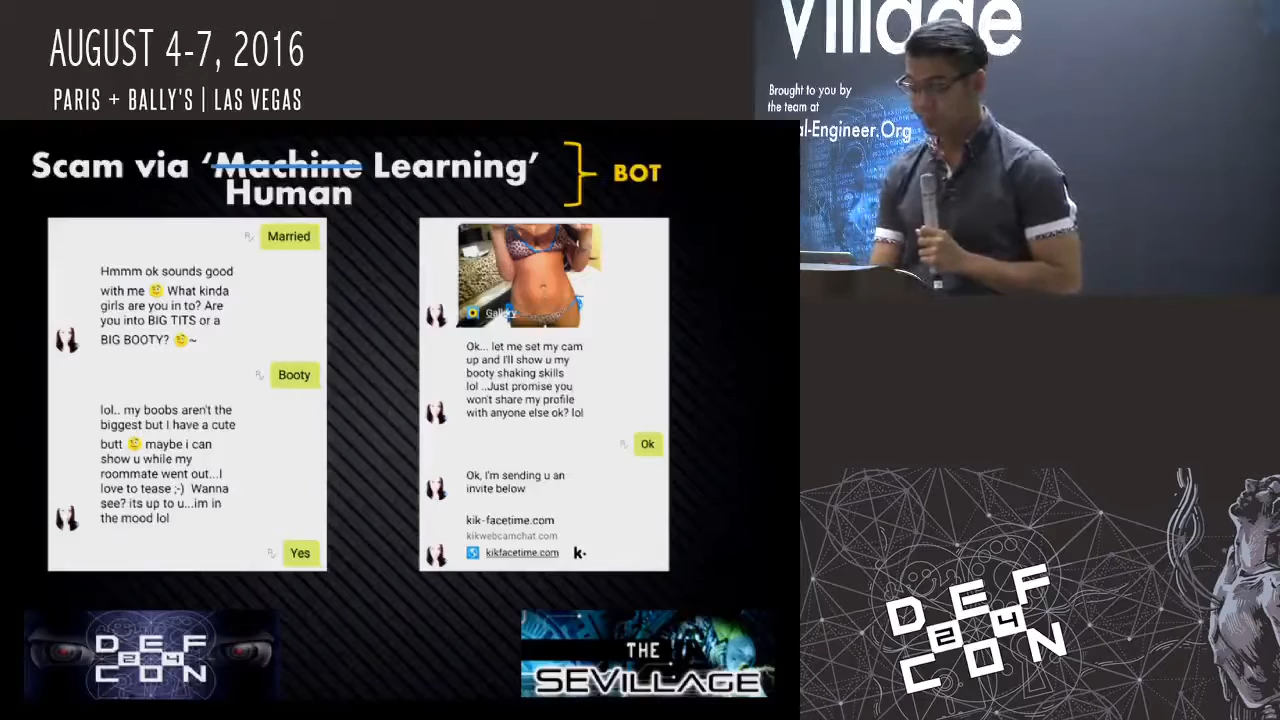 AUGUST 4-7, 2016
PARIS + BALLY'S | LAS VEGAS
Village
Brought to you by
the team at
al-Engineer.Org
Scam via ‘Machine Learning’
Human
BOT
Married
Hmmm ok sounds good
with me
What kinda
girls are you in to? Are
you into BIG TITS or a
BIG BOOTY? ~
Booty
lol.. my boobs aren't the
biggest but I have a cute
butt maybe i can
show u while my
roommate went out...I
love to tease ;-) Wanna
see? its up to u...im in
the mood lol
Yes
Gallery
Ok... let me set my cam
up and I'll show u my
booty shaking skills
lol ..Just promise you
won't share my profile
with anyone else ok? lol
Ok
Ok, I'm sending u an
invite below
kik-facetime.com
kikwebcamchat.com
kikfacetime.com k·
DEF
24
CON
THE
SEVILLAGE
DEF
24
CON